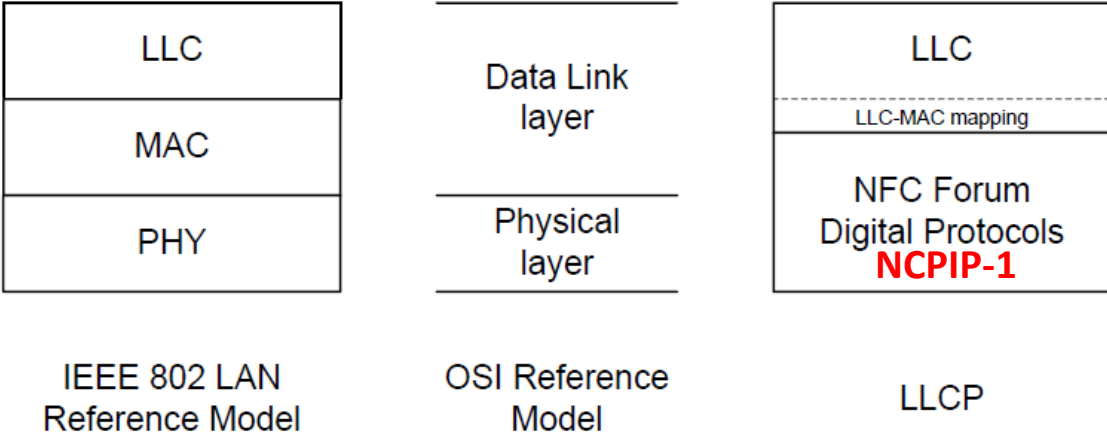 LLC
MAC
PHY
IEEE 802 LAN
Reference Model
Data Link
layer
Physical
layer
OSI Reference
Model
LLC
LLC-MAC mapping
NFC Forum
Digital Protocols
NCPIP-1
LLCP